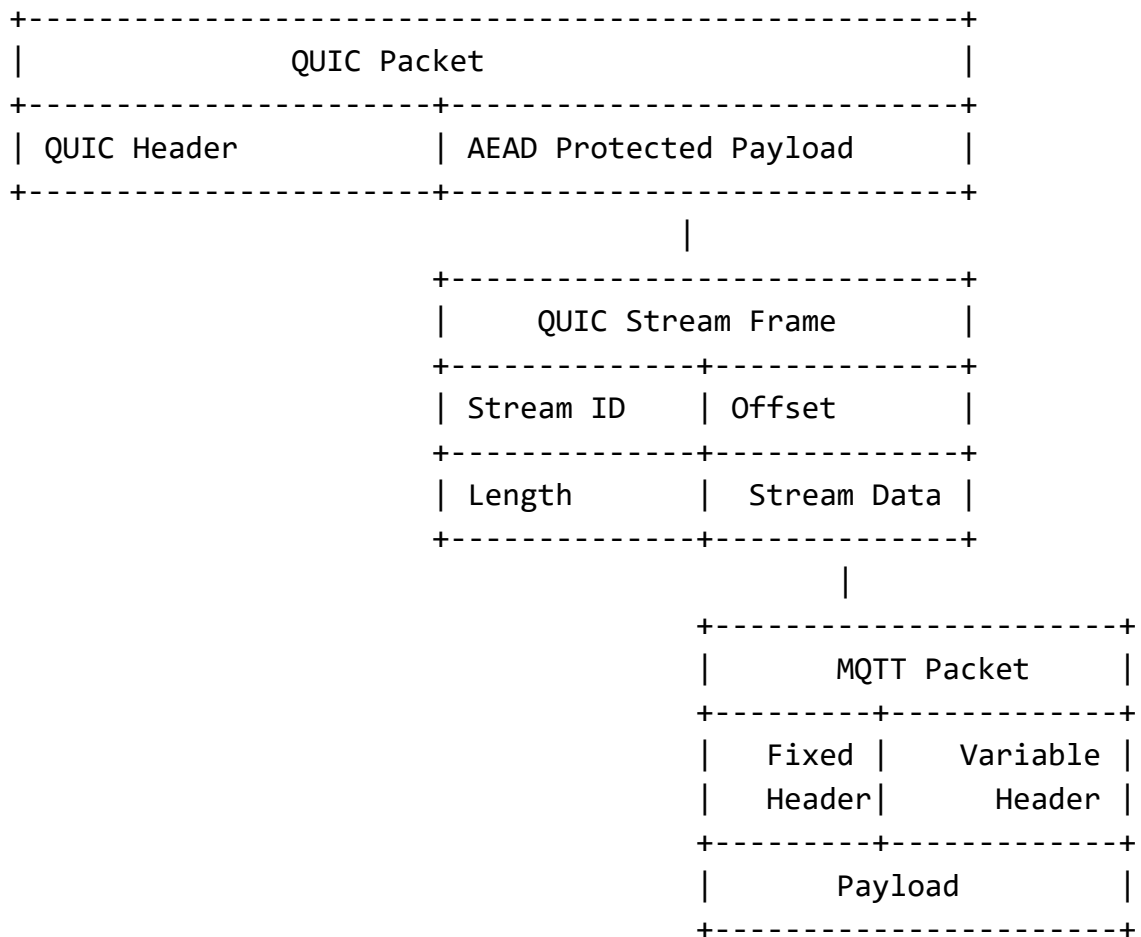 QUIC Packet
QUIC Header | AEAD Protected Payload
QUIC Stream Frame
Stream ID | Offset
Length | Stream Data
MQTT Packet
Fixed | Variable
Header | Header
Payload